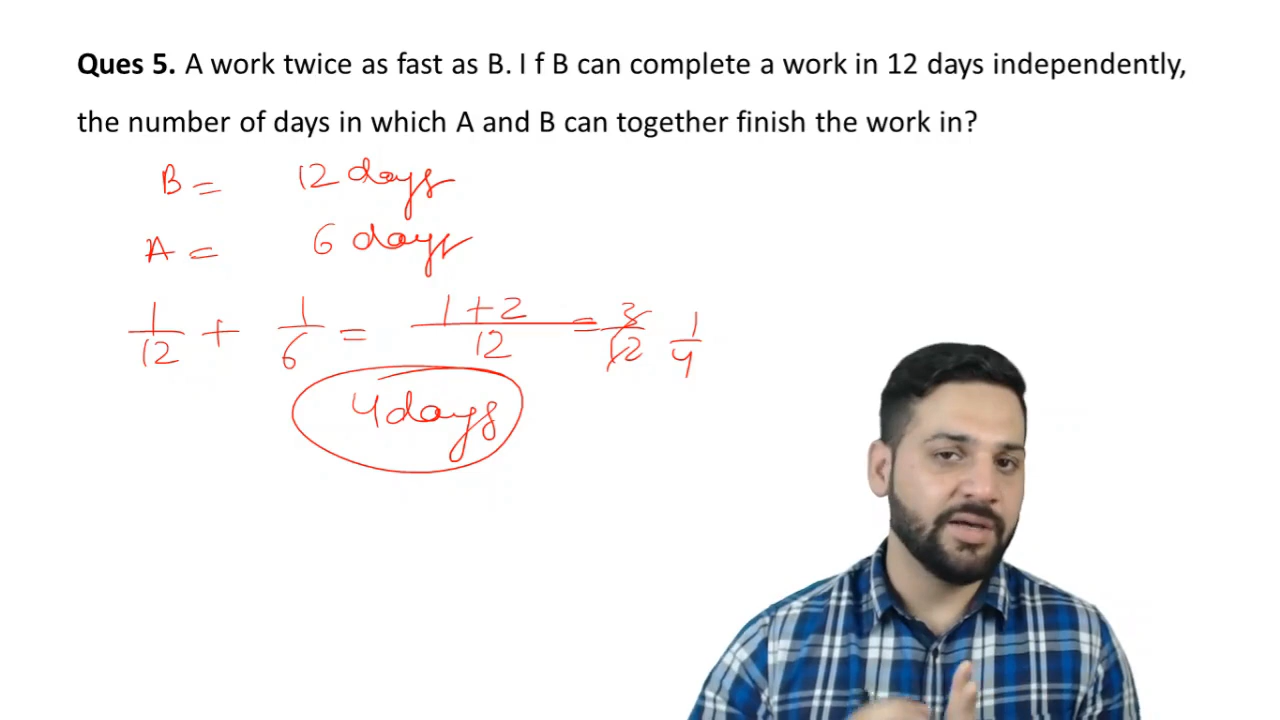 Ques 5. A work twice as fast as B. I f B can complete a work in 12 days independently,
the number of days in which A and B can together finish the work in?
B = 12 days
A = 6 days
1/12 + 1/6 = 1+2/12 = 3/12 1/4
4 days